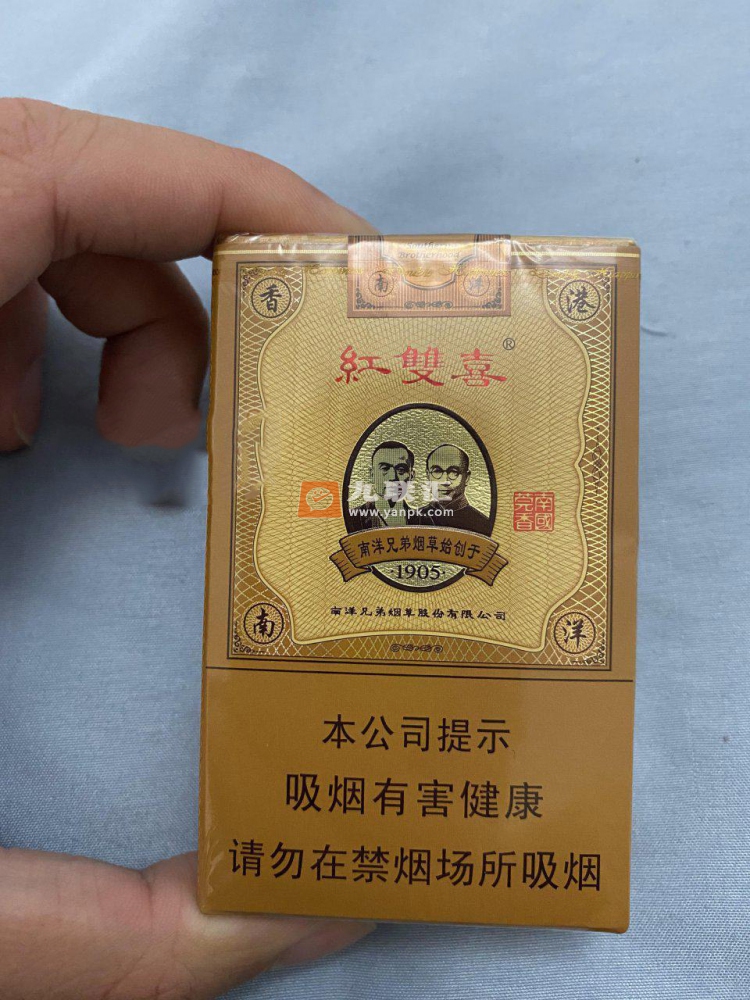 香 港
南 洋
紅雙喜®
九联汇
www.yanpk.com
南國
莞香
南洋兄弟烟草始创于
·1905·
南洋兄弟烟草股份有限公司
南 洋
本公司提示
吸烟有害健康
请勿在禁烟场所吸烟